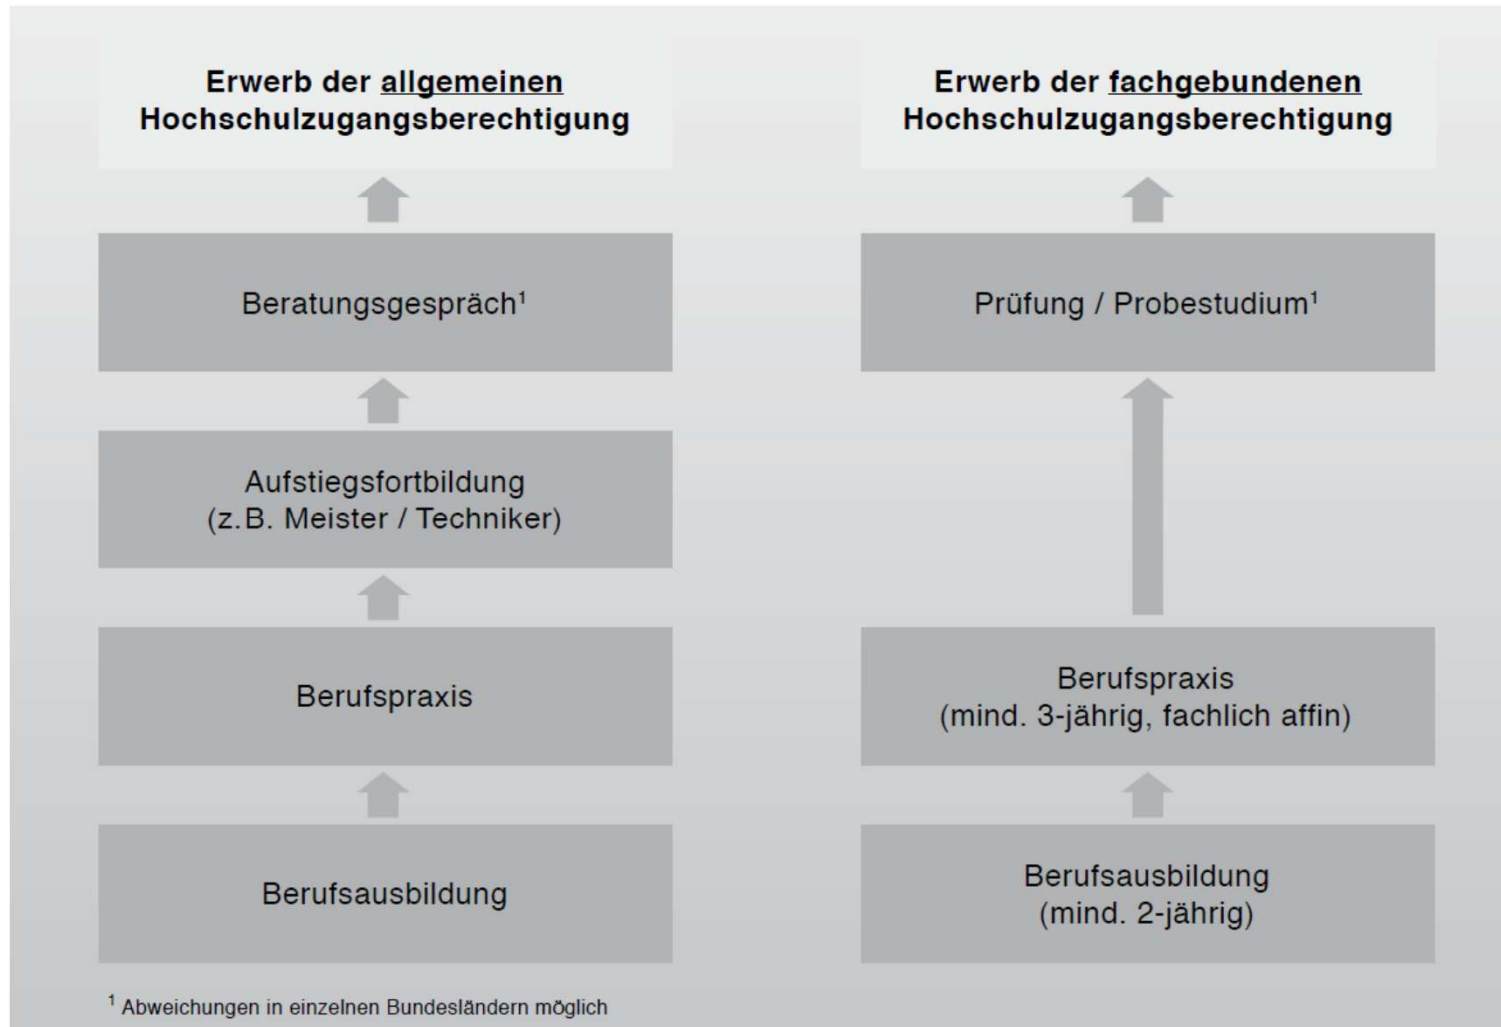 Erwerb der allgemeinen
Hochschulzugangsberechtigung
Beratungsgespräch¹
Aufstiegsfortbildung
(z.B. Meister / Techniker)
Berufspraxis
Berufsausbildung
Erwerb der fachgebundenen
Hochschulzugangsberechtigung
Prüfung / Probestudium¹
Berufspraxis
(mind. 3-jährig, fachlich affin)
Berufsausbildung
(mind. 2-jährig)
¹ Abweichungen in einzelnen Bundesländern möglich